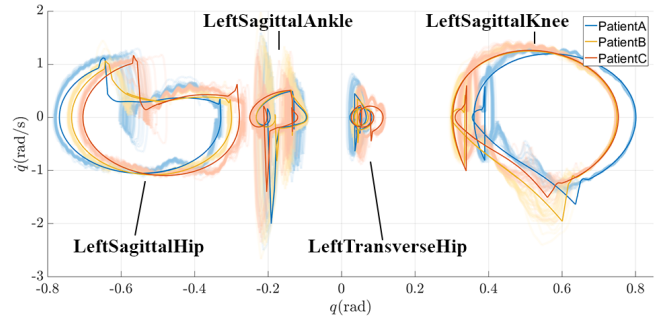 LeftSagittalAnkle
LeftSagittalKnee
PatientA
PatientB
PatientC
2
1
0
-1
-2
-3
q̇(rad/s)
LeftSagittalHip
LeftTransverseHip
-0.8
-0.6
-0.4
-0.2
0
0.2
0.4
0.6
0.8
q(rad)